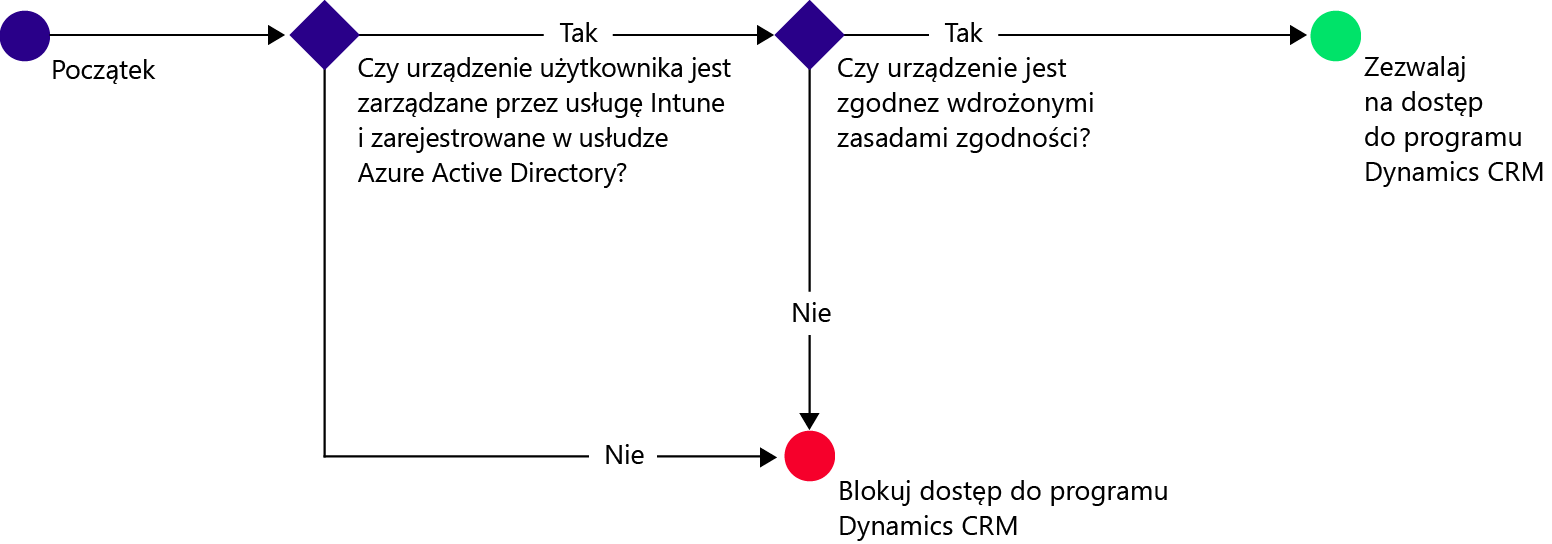 Początek
Tak
Czy urządzenie użytkownika jest
zarządzane przez usługę Intune
i zarejestrowane w usłudze
Azure Active Directory?
Tak
Czy urządzenie jest
zgodnez wdrożonymi
zasadami zgodności?
Zezwalaj
na dostęp
do programu
Dynamics CRM
Nie
Nie
Blokuj dostęp do programu
Dynamics CRM